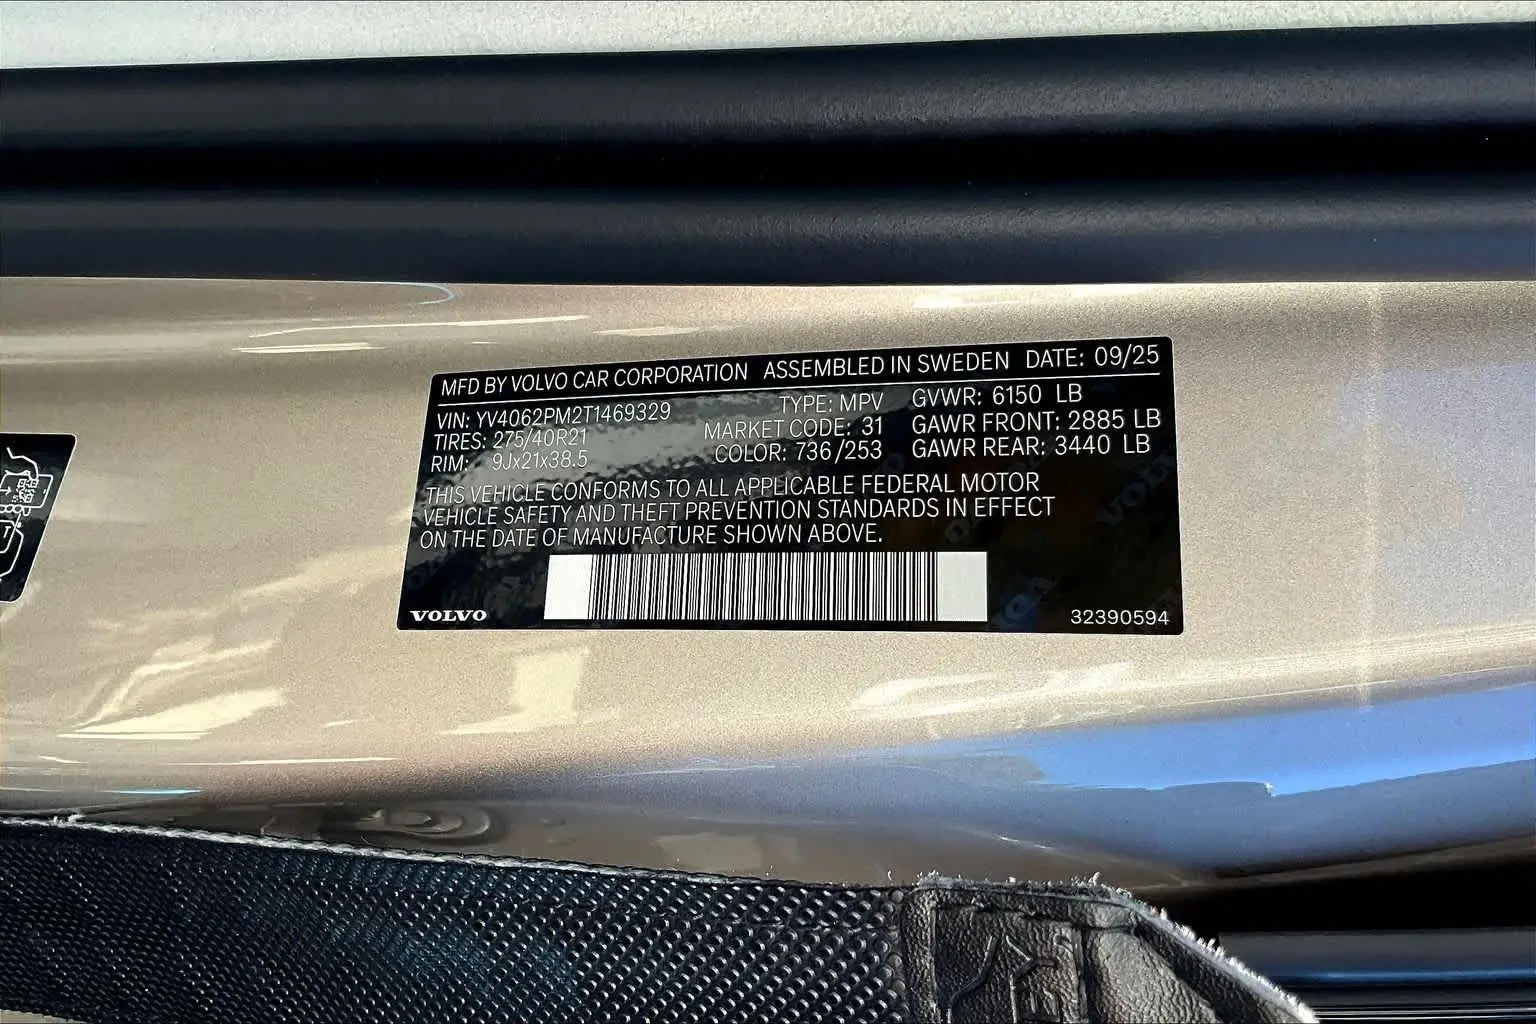 MFD BY VOLVO CAR CORPORATION ASSEMBLED IN SWEDEN DATE: 09/25
VIN: YV4062PM2T1469329 TYPE: MPV GVWR: 6150 LB
TIRES: 275/40R21 MARKET CODE: 31 GAWR FRONT: 2885 LB
RIM: 9Jx21x38.5 COLOR: 736/253 GAWR REAR: 3440 LB
THIS VEHICLE CONFORMS TO ALL APPLICABLE FEDERAL MOTOR
VEHICLE SAFETY AND THEFT PREVENTION STANDARDS IN EFFECT
ON THE DATE OF MANUFACTURE SHOWN ABOVE.
VOLVO 32390594